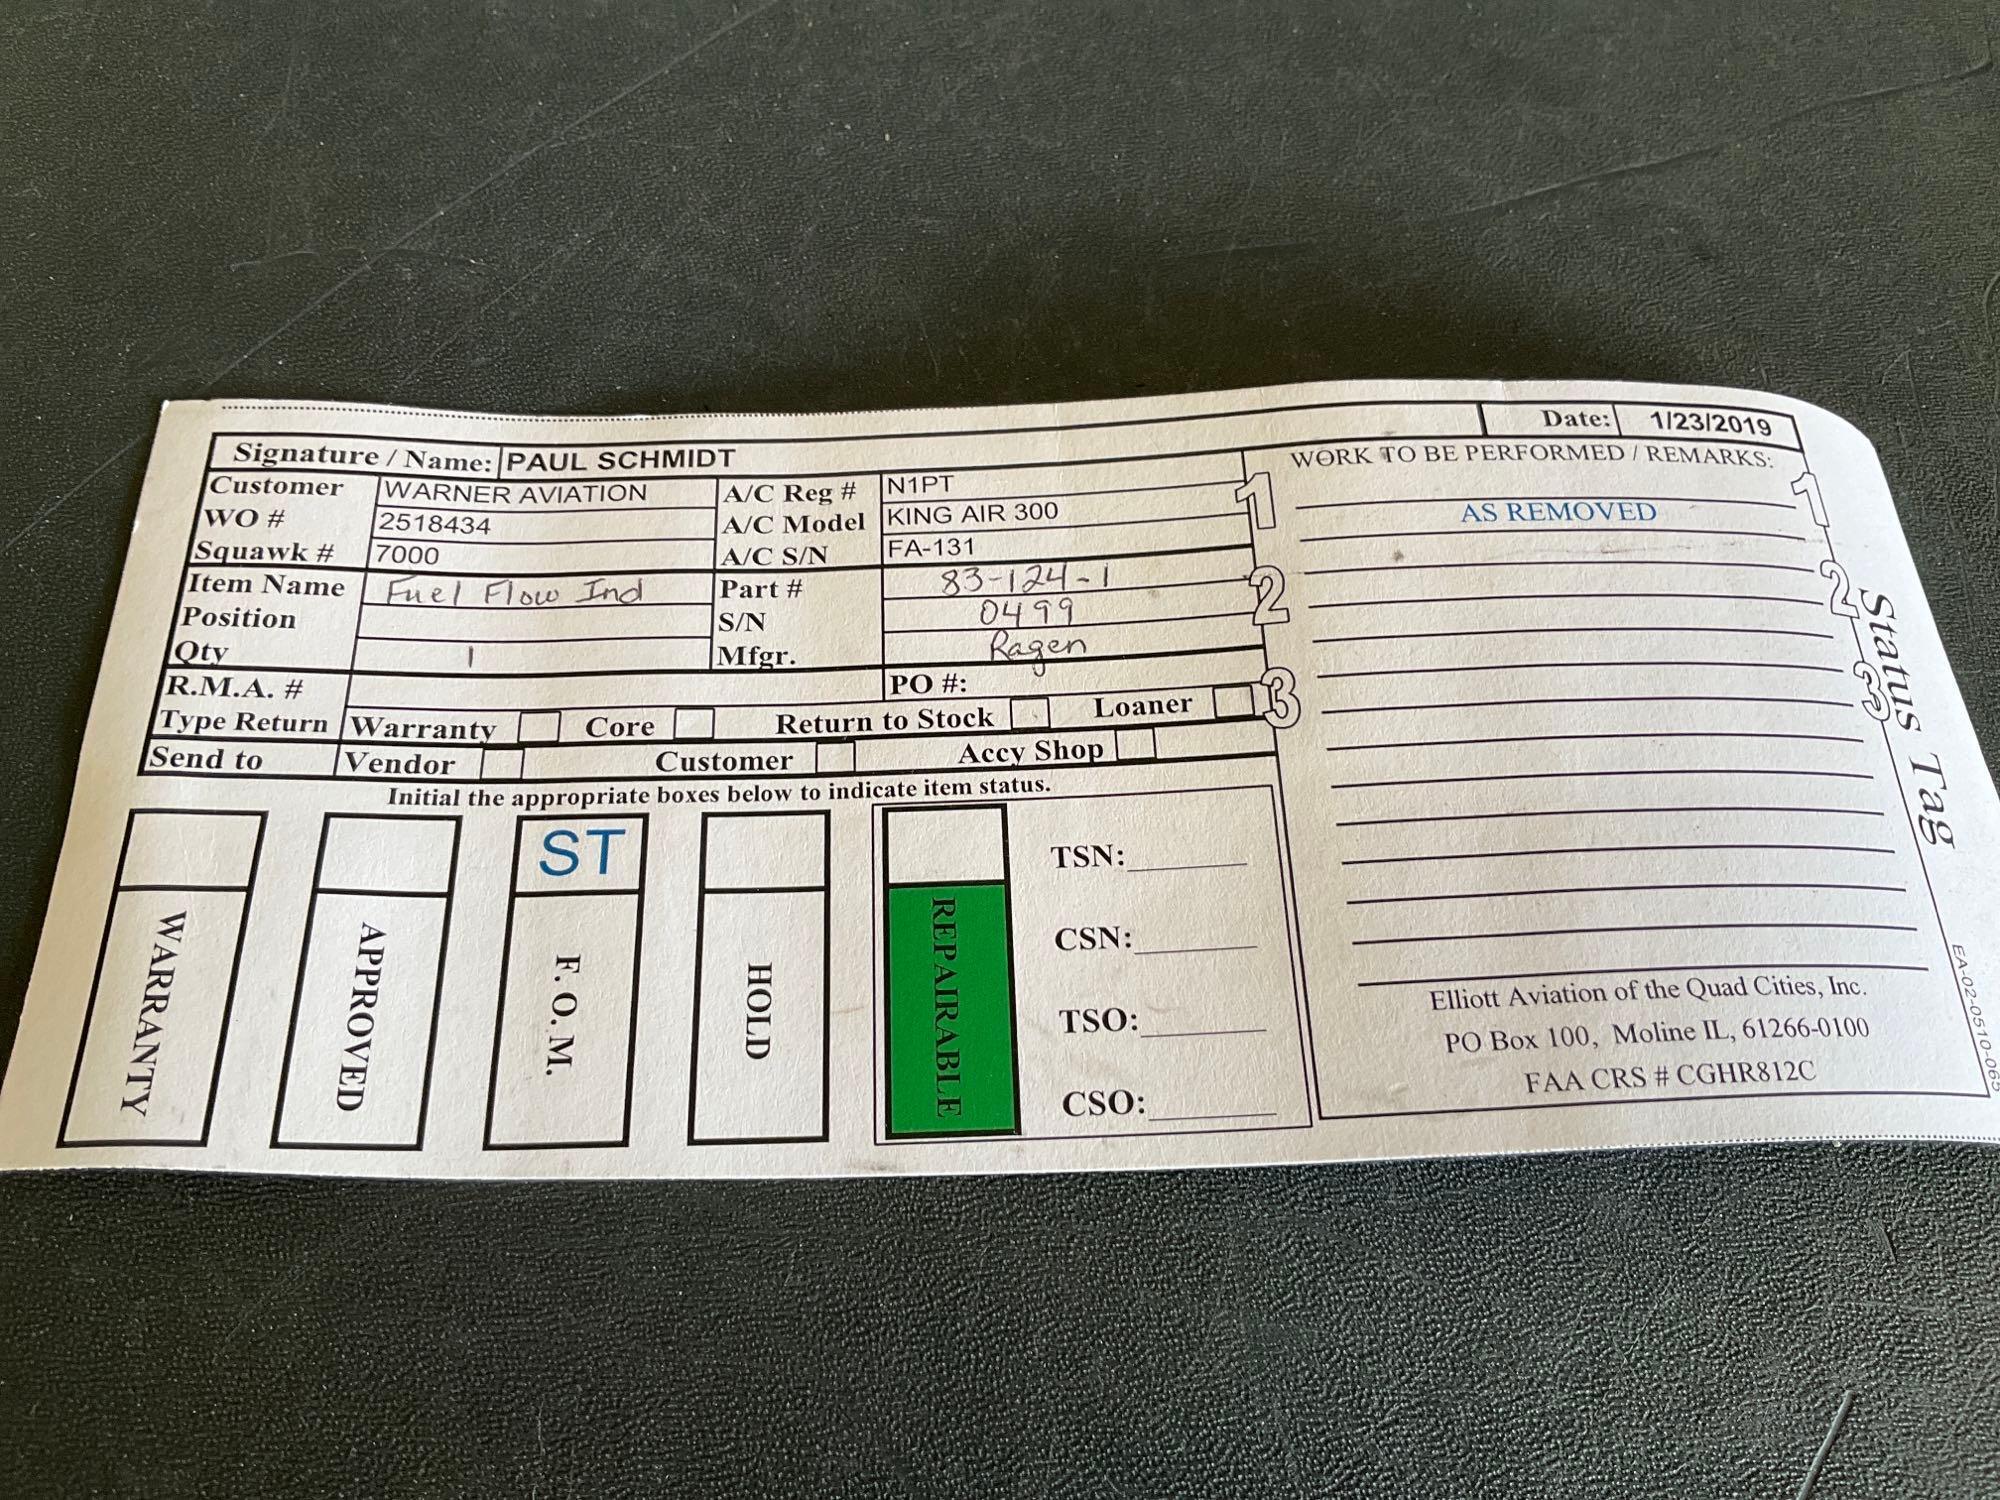 Date: 1/23/2019
Signature / Name: PAUL SCHMIDT
Customer WARNER AVIATION A/C Reg # N1PT
WO # 2518434 A/C Model KING AIR 300
Squawk # 7000 A/C S/N FA-131
Item Name Fuel Flow Ind Part # 83-124-1
Position S/N 0499
Qty 1 Mfgr. Ragen
R.M.A. # PO #:
Type Return Warranty Core Return to Stock Loaner
Send to Vendor Customer Accy Shop
Initial the appropriate boxes below to indicate item status.
WARRANTY
APPROVED
ST
F. O. M.
HOLD
REPAIRABLE
TSN:
CSN:
TSO:
CSO:
1
2
3
WORK TO BE PERFORMED / REMARKS:
AS REMOVED
Elliott Aviation of the Quad Cities, Inc.
PO Box 100, Moline IL, 61266-0100
FAA CRS # CGHR812C
1
2
3
Status Tag
EA-02-0510-065